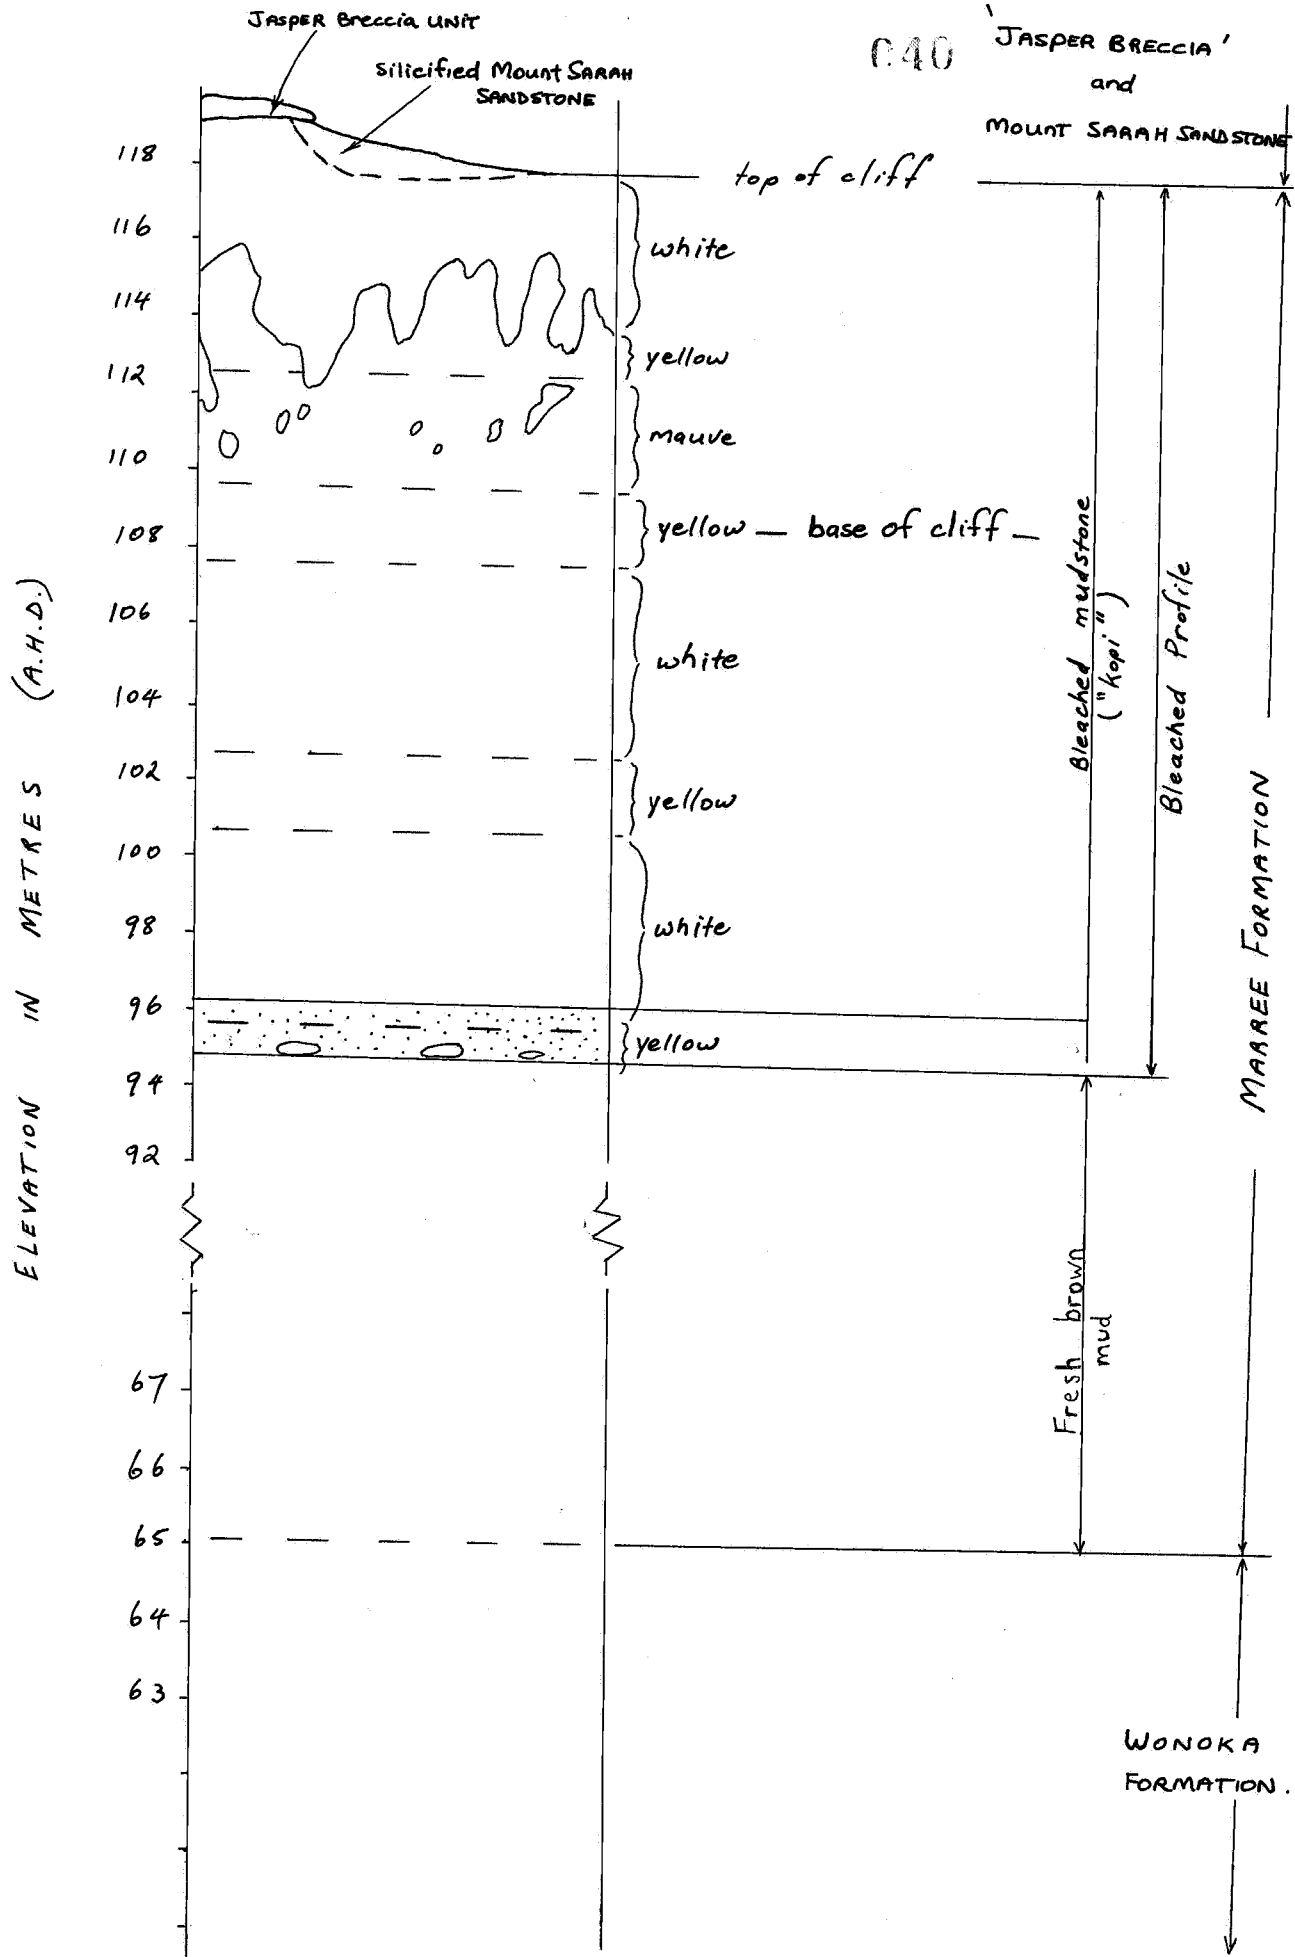 JASPER Breccia UNIT
Silicified Mount SARAH
SANDSTONE
C40
'JASPER BRECCIA'
and
MOUNT SARAH SANDSTONE
top of cliff
118
116
114
112
110
108
106
104
102
100
98
96
94
92
67
66
65
64
63
ELEVATION IN METRES (A.H.D.)
white
yellow
mauve
yellow — base of cliff —
white
yellow
white
yellow
Bleached mudstone
("kopi")
Bleached Profile
MARREE FORMATION
Fresh brown
mud
WONOKA
FORMATION.